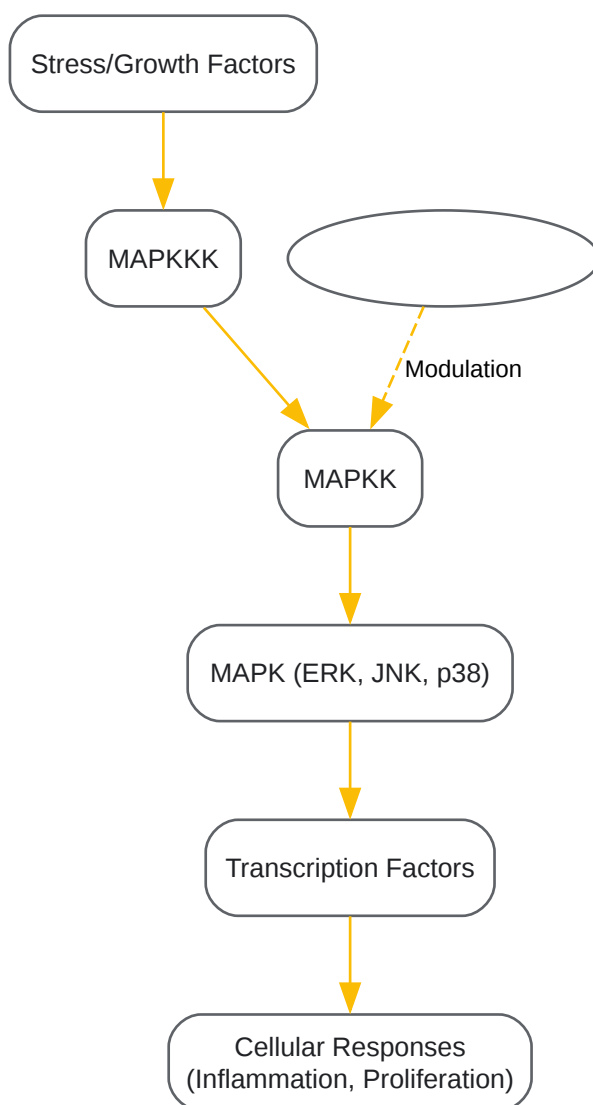 Stress/Growth Factors
MAPKKK
Modulation
MAPKK
MAPK (ERK, JNK, p38)
Transcription Factors
Cellular Responses
(Inflammation, Proliferation)